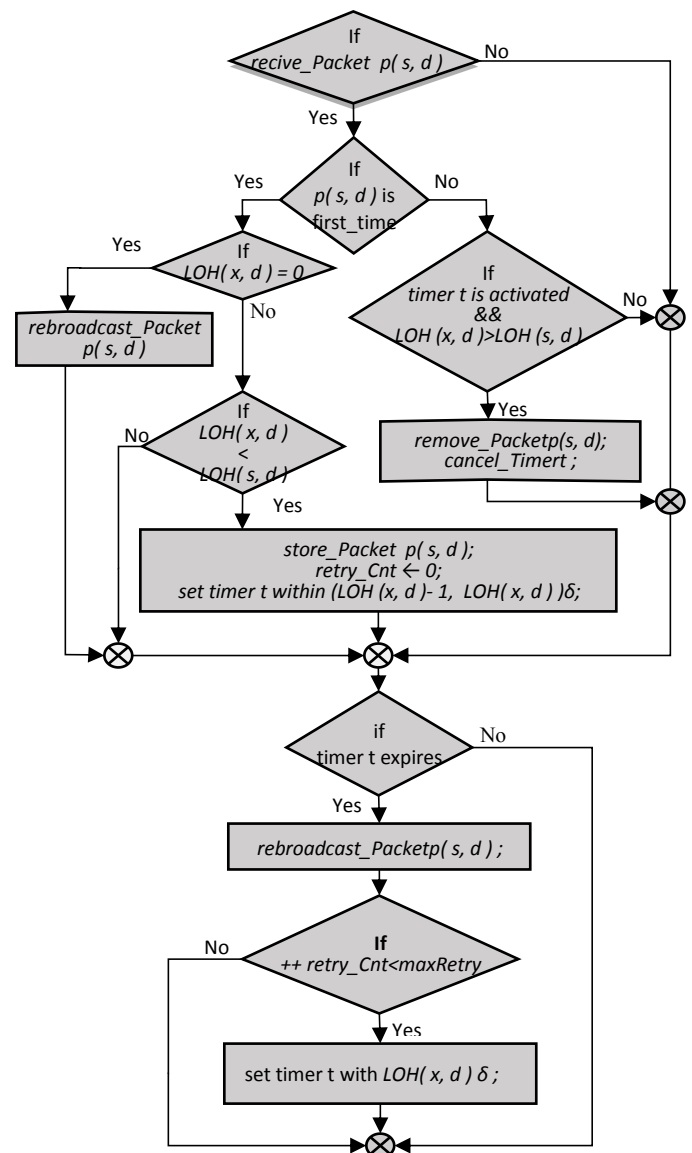 If
recive_Packet p( s, d )
No
Yes
If
p( s, d ) is
first_time
Yes
No
If
LOH( x, d ) = 0
Yes
No
rebroadcast_Packet
p( s, d )
If
timer t is activated
&&
LOH (x, d )>LOH (s, d )
No
Yes
remove_Packetp(s, d);
cancel_Timert ;
If
LOH( x, d )
<
LOH( s, d )
No
Yes
store_Packet p( s, d );
retry_Cnt ← 0;
set timer t within (LOH (x, d )- 1, LOH( x, d ) )δ;
if
timer t expires
No
Yes
rebroadcast_Packetp( s, d ) ;
If
++ retry_Cnt<maxRetry
No
Yes
set timer t with LOH( x, d ) δ ;